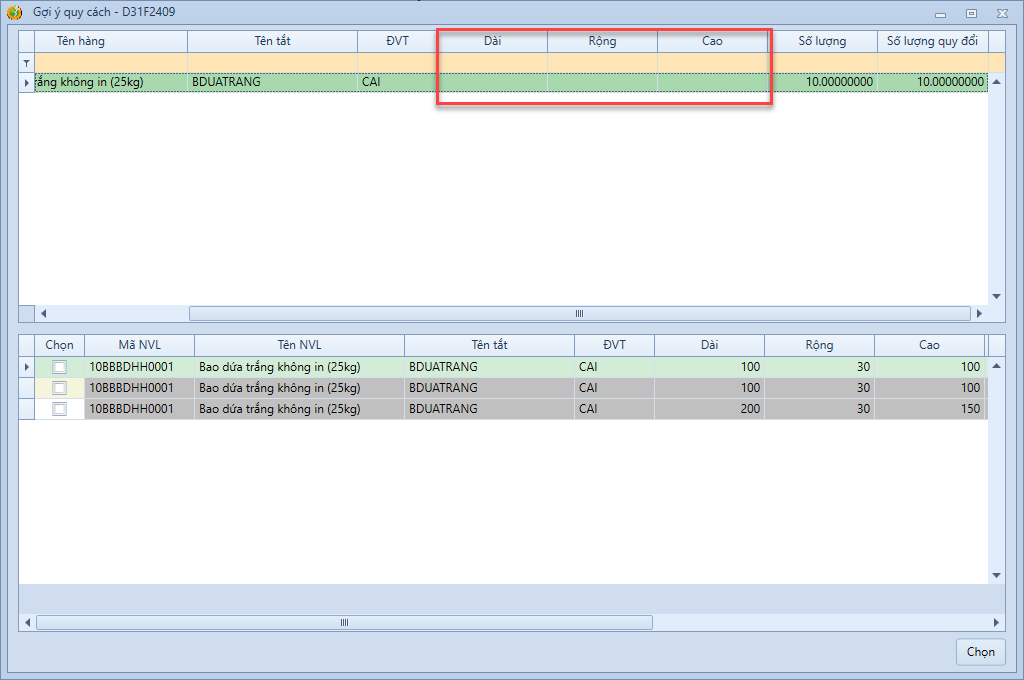 Gợi ý quy cách - D31F2409
Tên hàng Tên tắt ĐVT Dài Rộng Cao Số lượng Số lượng quy đổi
rắng không in (25kg) BDUATRANG CAI 10.00000000 10.00000000
Chọn Mã NVL Tên NVL Tên tắt ĐVT Dài Rộng Cao
10BBBDHH0001 Bao dứa trắng không in (25kg) BDUATRANG CAI 100 30 100
10BBBDHH0001 Bao dứa trắng không in (25kg) BDUATRANG CAI 100 30 100
10BBBDHH0001 Bao dứa trắng không in (25kg) BDUATRANG CAI 200 30 150
Chọn